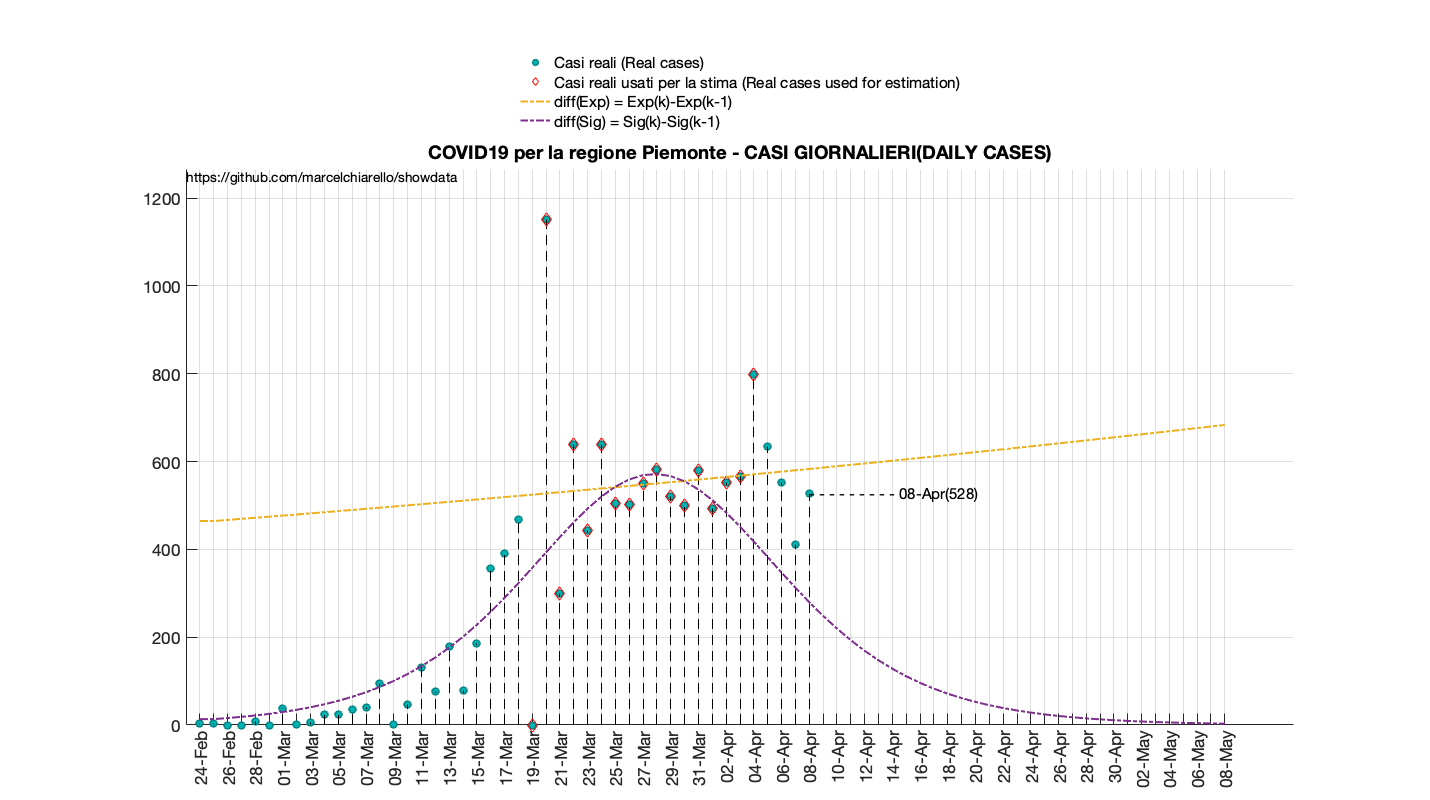 Casi reali (Real cases)
Casi reali usati per la stima (Real cases used for estimation)
diff(Exp) = Exp(k)-Exp(k-1)
diff(Sig) = Sig(k)-Sig(k-1)
COVID19 per la regione Piemonte - CASI GIORNALIERI(DAILY CASES)
https://github.com/marcelchiarello/showdata
1200
1000
800
600
400
200
0
08-Apr(528)
24-Feb
26-Feb
28-Feb
01-Mar
03-Mar
05-Mar
07-Mar
09-Mar
11-Mar
13-Mar
15-Mar
17-Mar
19-Mar
21-Mar
23-Mar
25-Mar
27-Mar
29-Mar
31-Mar
02-Apr
04-Apr
06-Apr
08-Apr
10-Apr
12-Apr
14-Apr
16-Apr
18-Apr
20-Apr
22-Apr
24-Apr
26-Apr
28-Apr
30-Apr
02-May
04-May
06-May
08-May